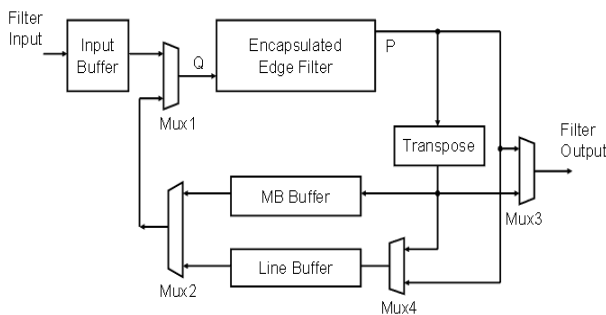 Filter
Input
Input
Buffer
Mux1
Q
Encapsulated
Edge Filter
P
Transpose
Filter
Output
Mux3
MB Buffer
Line Buffer
Mux2
Mux4